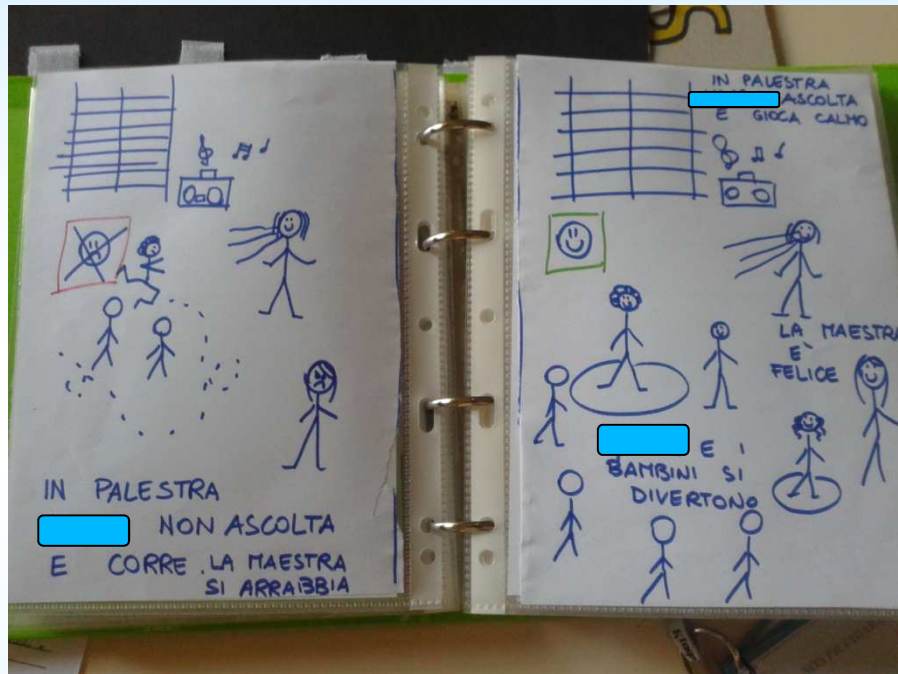 IN PALESTRA
NON ASCOLTA
E CORRE. LA MAESTRA
SI ARRABBIA
IN PALESTRA
ASCOLTA
E GIOCA CALMO
LA MAESTRA
E'
FELICE
E I
BAMBINI SI
DIVERTONO